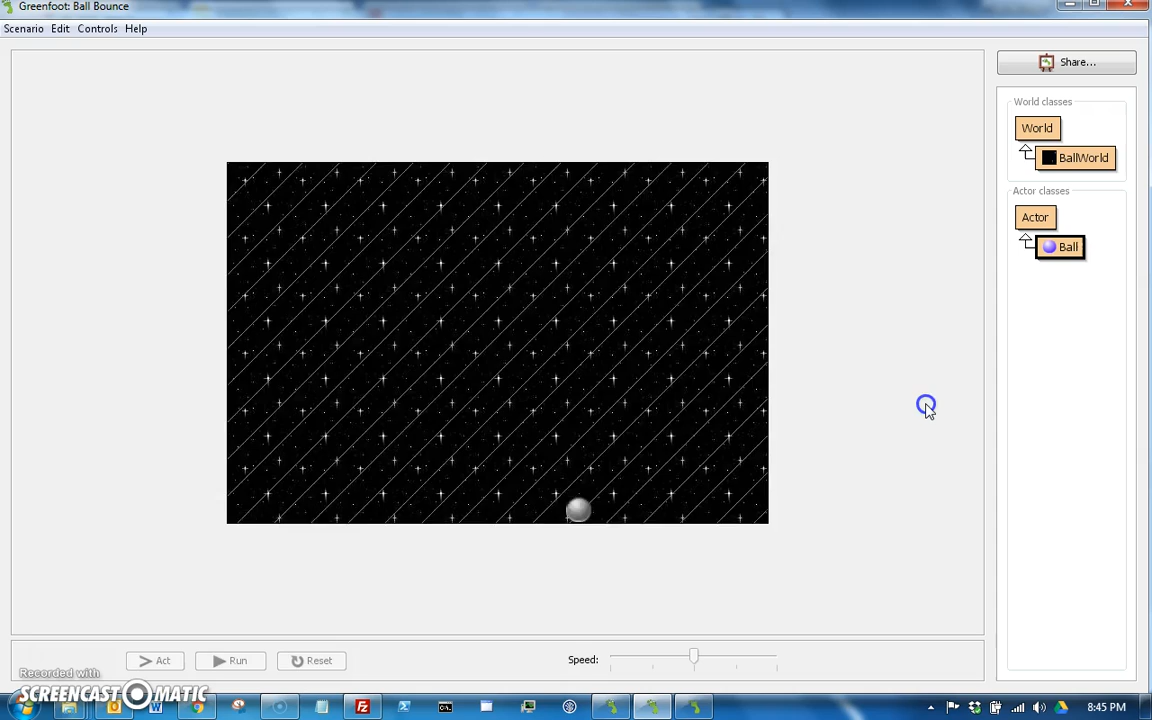 Greenfoot: Ball Bounce
Scenario Edit Controls Help
Share...
World classes
World
BallWorld
Actor classes
Actor
Ball
Act Run Reset Speed:
Recorded with
SCREENCAST MATIC
8:45 PM